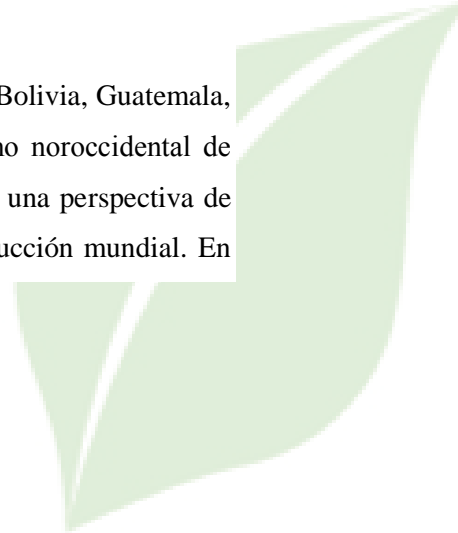 Bolivia, Guatemala,
no noroccidental de
una perspectiva de
ucción mundial. En